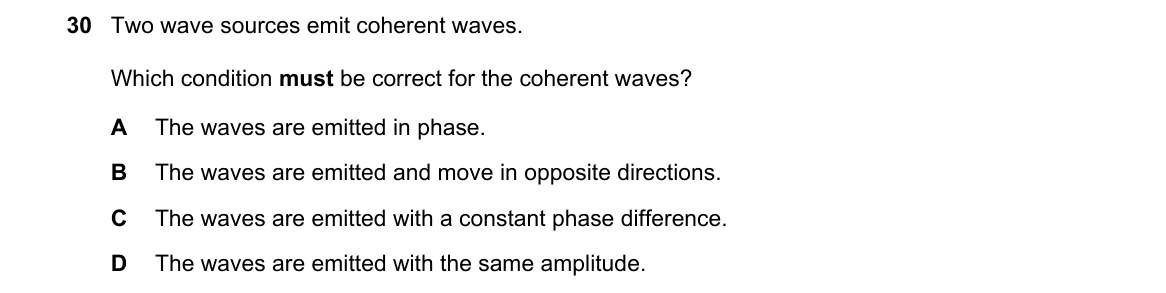 30 Two wave sources emit coherent waves.
Which condition must be correct for the coherent waves?
A The waves are emitted in phase.
B The waves are emitted and move in opposite directions.
C The waves are emitted with a constant phase difference.
D The waves are emitted with the same amplitude.